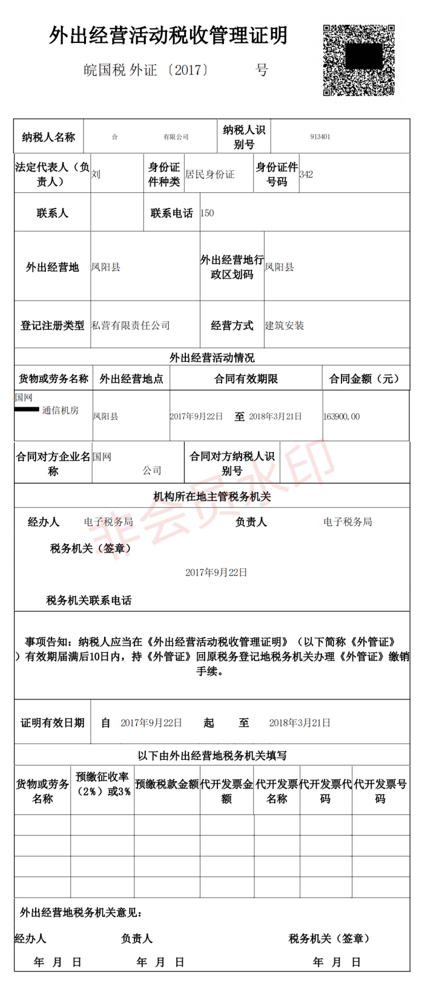 外出经营活动税收管理证明
皖国税 外证 〔2017〕 号
纳税人名称 合 有限公司 纳税人识别号 913401
法定代表人（负责人） 刘 身份证件种类 居民身份证 身份证件号码 342
联系人 联系电话 150
外出经营地 凤阳县 外出经营地行政区划码 凤阳县
登记注册类型 私营有限责任公司 经营方式 建筑安装
外出经营活动情况
货物或劳务名称 外出经营地点 合同有效期限 合同金额（元）
国网
通信机房 凤阳县 2017年9月22日 至 2018年3月21日 163900.00
合同对方企业名称 国网 公司 合同对方纳税人识别号
机构所在地主管税务机关
经办人 电子税务局 负责人 电子税务局
税务机关（签章）
2017年9月22日
税务机关联系电话
事项告知：纳税人应当在《外出经营活动税收管理证明》（以下简称《外管证》
）有效期届满后10日内，持《外管证》回原税务登记地税务机关办理《外管证》缴销
手续。
证明有效日期 自 2017年9月22日 起 至 2018年3月21日
以下由外出经营地税务机关填写
货物或劳务名称 预缴征收率（2%）或3% 预缴税款金额 代开发票金额 代开发票名称 代开发票代码 代开发票号码
外出经营地税务机关意见：
经办人 负责人 税务机关（签章）
年 月 日 年 月 日 年 月 日
非会员水印